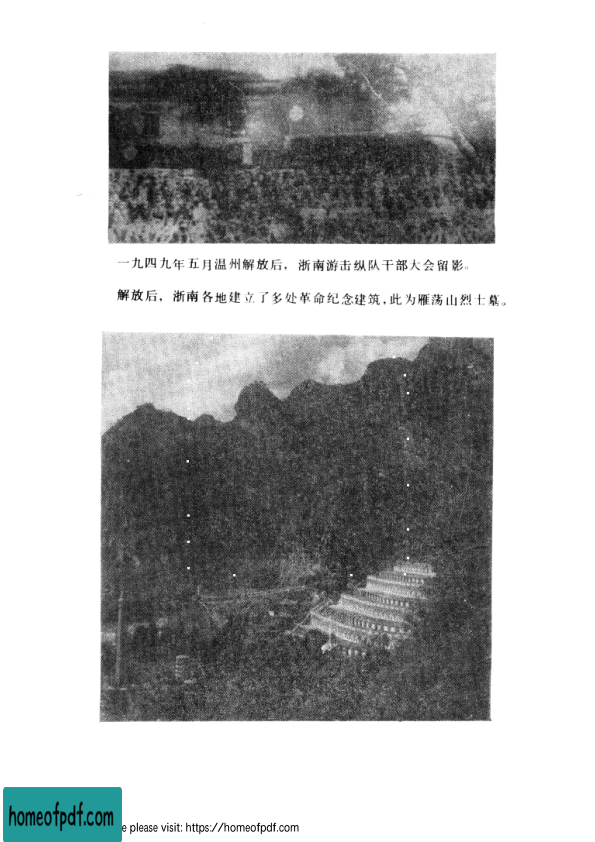 一九四九年五月温州解放后，浙南游击纵队干部大会留影。
解放后，浙南各地建立了多处革命纪念建筑，此为雁荡山烈士墓。
homeofpdf.com
e please visit: https://homeofpdf.com